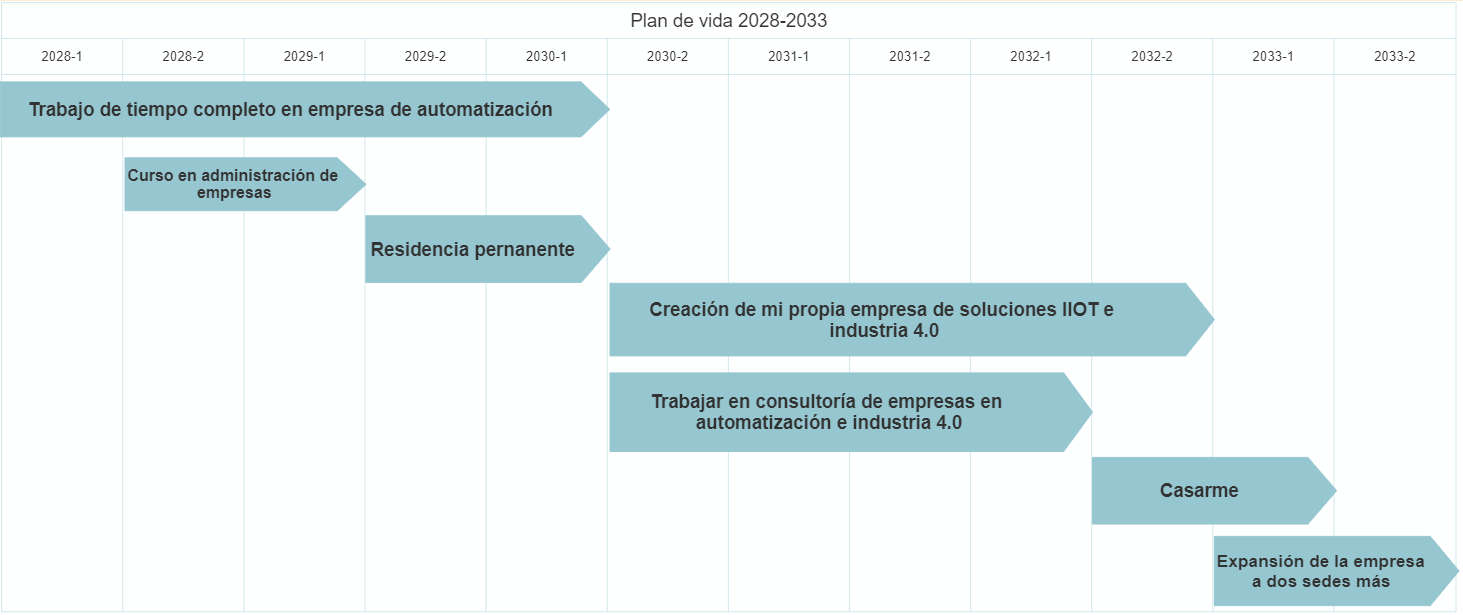 Plan de vida 2028-2033
2028-1
2028-2
2029-1
2029-2
2030-1
2030-2
2031-1
2031-2
2032-1
2032-2
2033-1
2033-2
Trabajo de tiempo completo en empresa de automatización
Curso en administración de
empresas
Residencia pernanente
Creación de mi propia empresa de soluciones IIOT e
industria 4.0
Trabajar en consultoría de empresas en
automatización e industria 4.0
Casarme
Expansión de la empresa
a dos sedes más